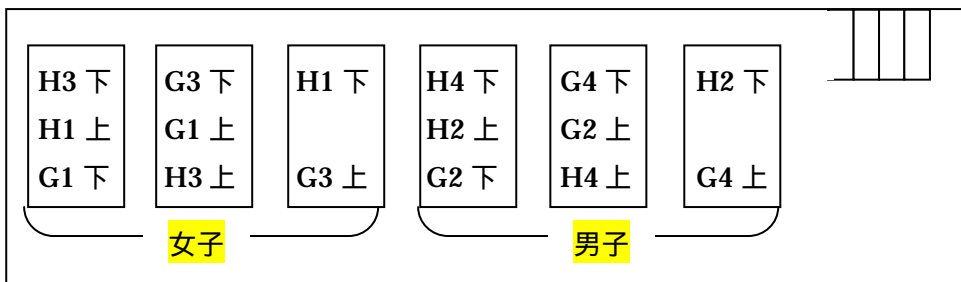 H3 下
H1 上
G1 下
G3 下
G1 上
H3 上
H1 下
G3 上
H4 下
H2 上
G2 下
G4 下
G2 上
H4 上
H2 下
G4 上
女子
男子